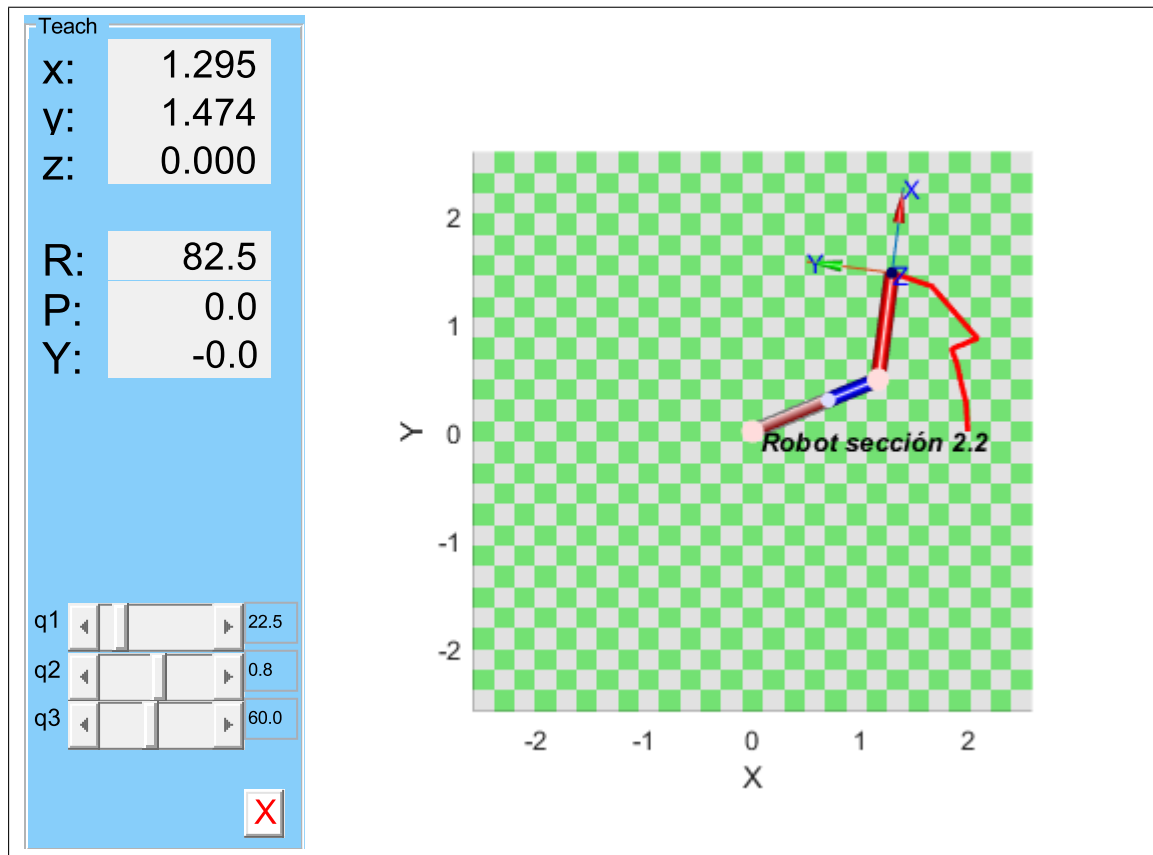 Teach
x: 1.295
y: 1.474
z: 0.000
R: 82.5
P: 0.0
Y: -0.0
q1 22.5
q2 0.8
q3 60.0
X
2
1
0
-1
-2
Y
X
Y
Z
Robot sección 2.2
-2 -1 0 1 2
X